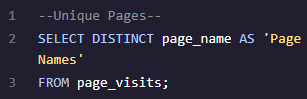 1 --Unique Pages--
2 SELECT DISTINCT page_name AS 'Page
Names'
3 FROM page_visits;